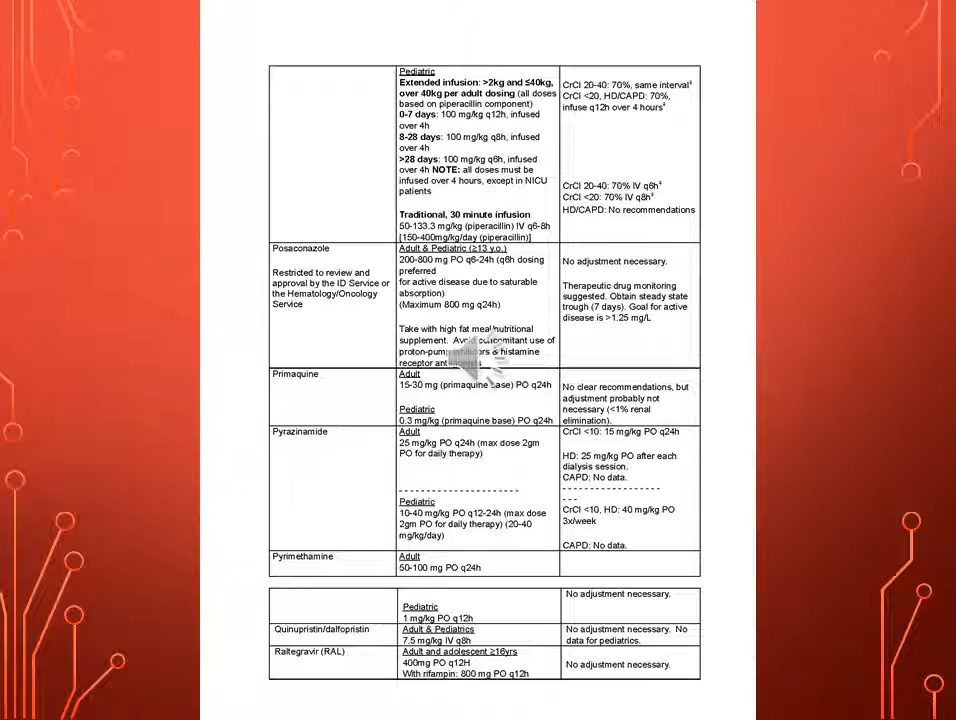 Pediatric
Extended infusion: >2kg and ≤40kg,
over 40kg per adult dosing (all doses
based on piperacillin component)
0-7 days: 100 mg/kg q12h, infused
over 4h
8-28 days: 100 mg/kg q8h, infused
over 4h
>28 days: 100 mg/kg q6h, infused
over 4h NOTE: all doses must be
infused over 4 hours, except in NICU
patients
Traditional, 30 minute infusion
50-133.3 mg/kg (piperacillin) IV q6-8h
[150-400mg/kg/day (piperacillin)]
CrCl 20-40: 70%, same interval‡
CrCl <20, HD/CAPD: 70%,
infuse q12h over 4 hours‡
CrCl 20-40: 70% IV q6h‡
CrCl <20: 70% IV q8h‡
HD/CAPD: No recommendations
Posaconazole
Restricted to review and
approval by the ID Service or
the Hematology/Oncology
Service
Adult & Pediatric (≥13 y.o.)
200-800 mg PO q6-24h (q6h dosing
preferred
for active disease due to saturable
absorption)
(Maximum 800 mg q24h)
Take with high fat meal/nutritional
supplement. Avoid concomitant use of
proton-pump inhibitors & histamine
receptor antagonists
No adjustment necessary.
Therapeutic drug monitoring
suggested. Obtain steady state
trough (7 days). Goal for active
disease is >1.25 mg/L
Primaquine
Adult
15-30 mg (primaquine base) PO q24h
Pediatric
0.3 mg/kg (primaquine base) PO q24h
No clear recommendations, but
adjustment probably not
necessary (<1% renal
elimination).
Pyrazinamide
Adult
25 mg/kg PO q24h (max dose 2gm
PO for daily therapy)
- - - - - - - - - - - - - - - - - - - - -
Pediatric
10-40 mg/kg PO q12-24h (max dose
2gm PO for daily therapy) (20-40
mg/kg/day)
CrCl <10: 15 mg/kg PO q24h
HD: 25 mg/kg PO after each
dialysis session.
CAPD: No data.
- - - - - - - - - - - - - - - - -
- - -
CrCl <10, HD: 40 mg/kg PO
3x/week
CAPD: No data.
Pyrimethamine
Adult
50-100 mg PO q24h
Pediatric
1 mg/kg PO q12h
No adjustment necessary.
Quinupristin/dalfopristin
Adult & Pediatrics
7.5 mg/kg IV q8h
No adjustment necessary. No
data for pediatrics.
Raltegravir (RAL)
Adult and adolescent ≥16yrs
400mg PO q12H
With rifampin: 800 mg PO q12h
No adjustment necessary.